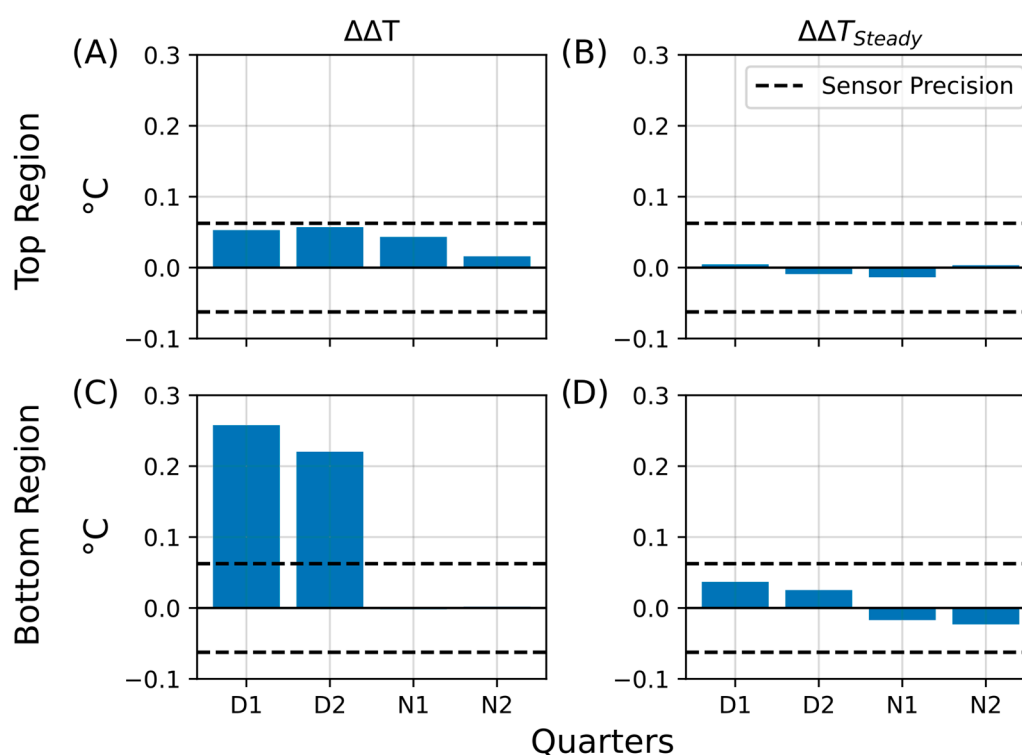 ΔΔT
ΔΔT_Steady
(A)
(B)
Top Region
°C
0.3
0.2
0.1
0.0
−0.1
0.3
0.2
0.1
0.0
−0.1
Sensor Precision
(C)
(D)
Bottom Region
°C
0.3
0.2
0.1
0.0
−0.1
0.3
0.2
0.1
0.0
−0.1
D1 D2 N1 N2
D1 D2 N1 N2
Quarters